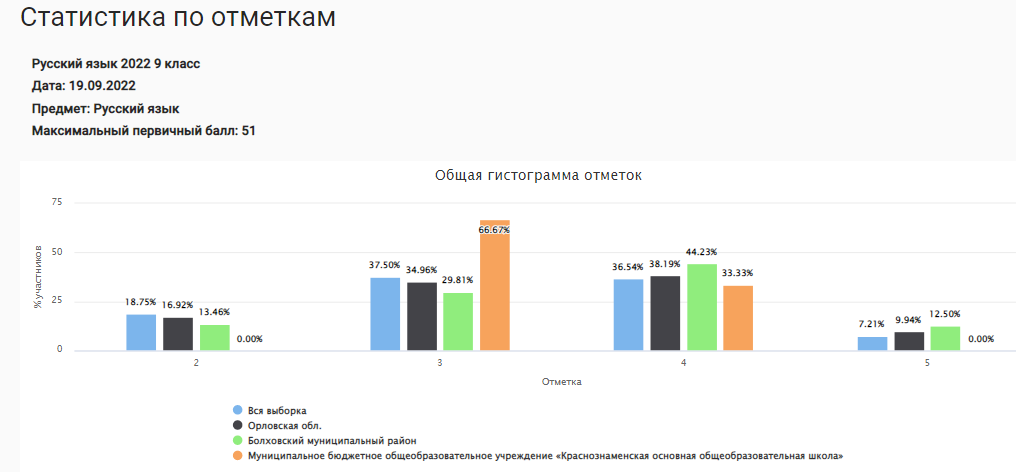 Статистика по отметкам
Русский язык 2022 9 класс
Дата: 19.09.2022
Предмет: Русский язык
Максимальный первичный балл: 51
Общая гистограмма отметок
% участников
75
50
25
0
18.75% 16.92% 13.46% 0.00%
37.50% 34.96% 29.81% 66.67%
36.54% 38.19% 44.23% 33.33%
7.21% 9.94% 12.50% 0.00%
2 3 4 5
Отметка
Вся выборка
Орловская обл.
Болховский муниципальный район
Муниципальное бюджетное общеобразовательное учреждение «Краснознаменская основная общеобразовательная школа»